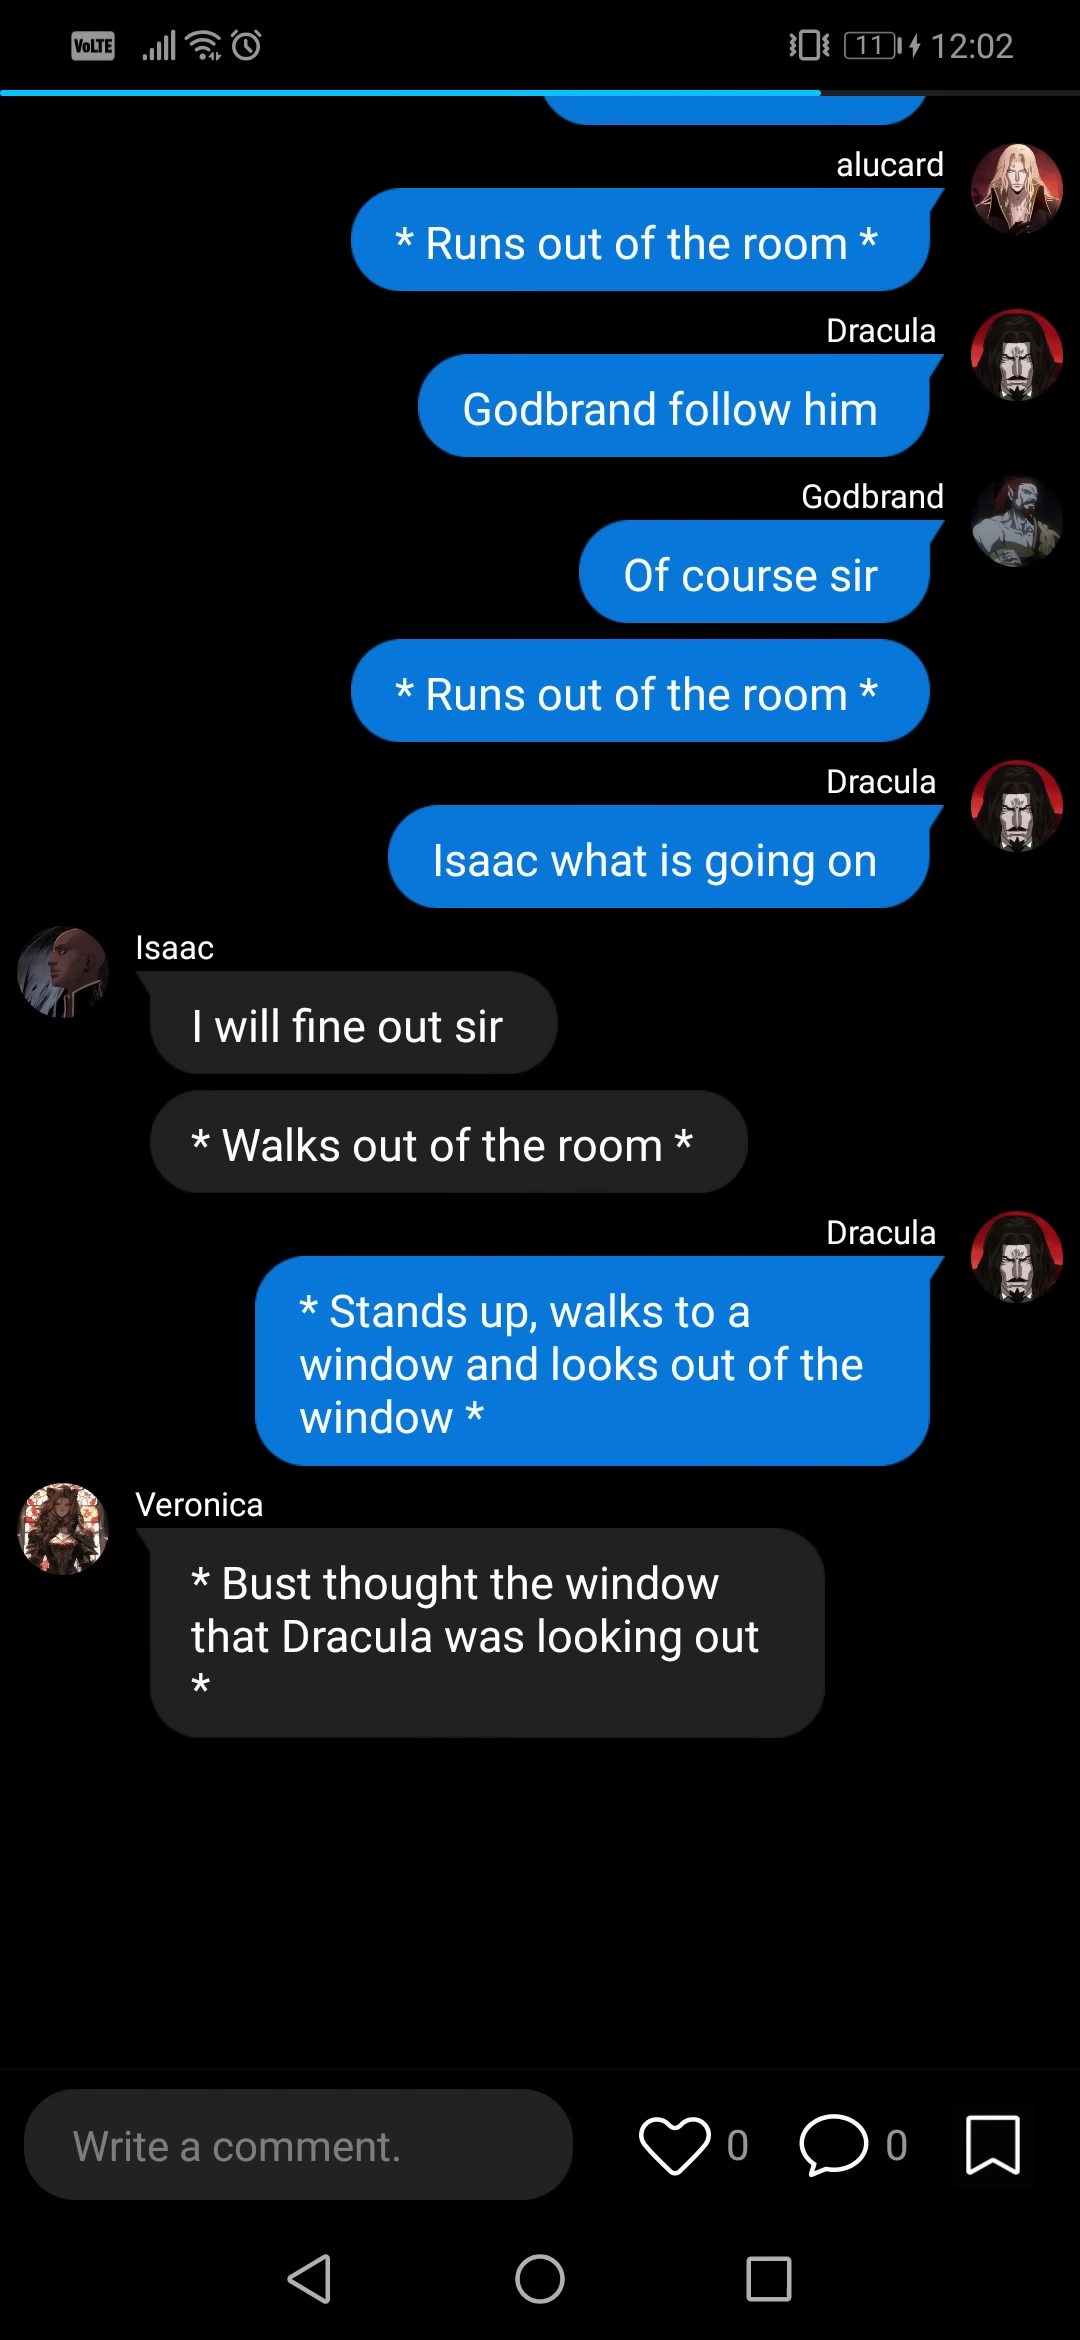 VoLTE 11 12:02
alucard
* Runs out of the room *
Dracula
Godbrand follow him
Godbrand
Of course sir
* Runs out of the room *
Dracula
Isaac what is going on
Isaac
I will fine out sir
* Walks out of the room *
Dracula
* Stands up, walks to a
window and looks out of the
window *
Veronica
* Bust thought the window
that Dracula was looking out
*
Write a comment. 0 0